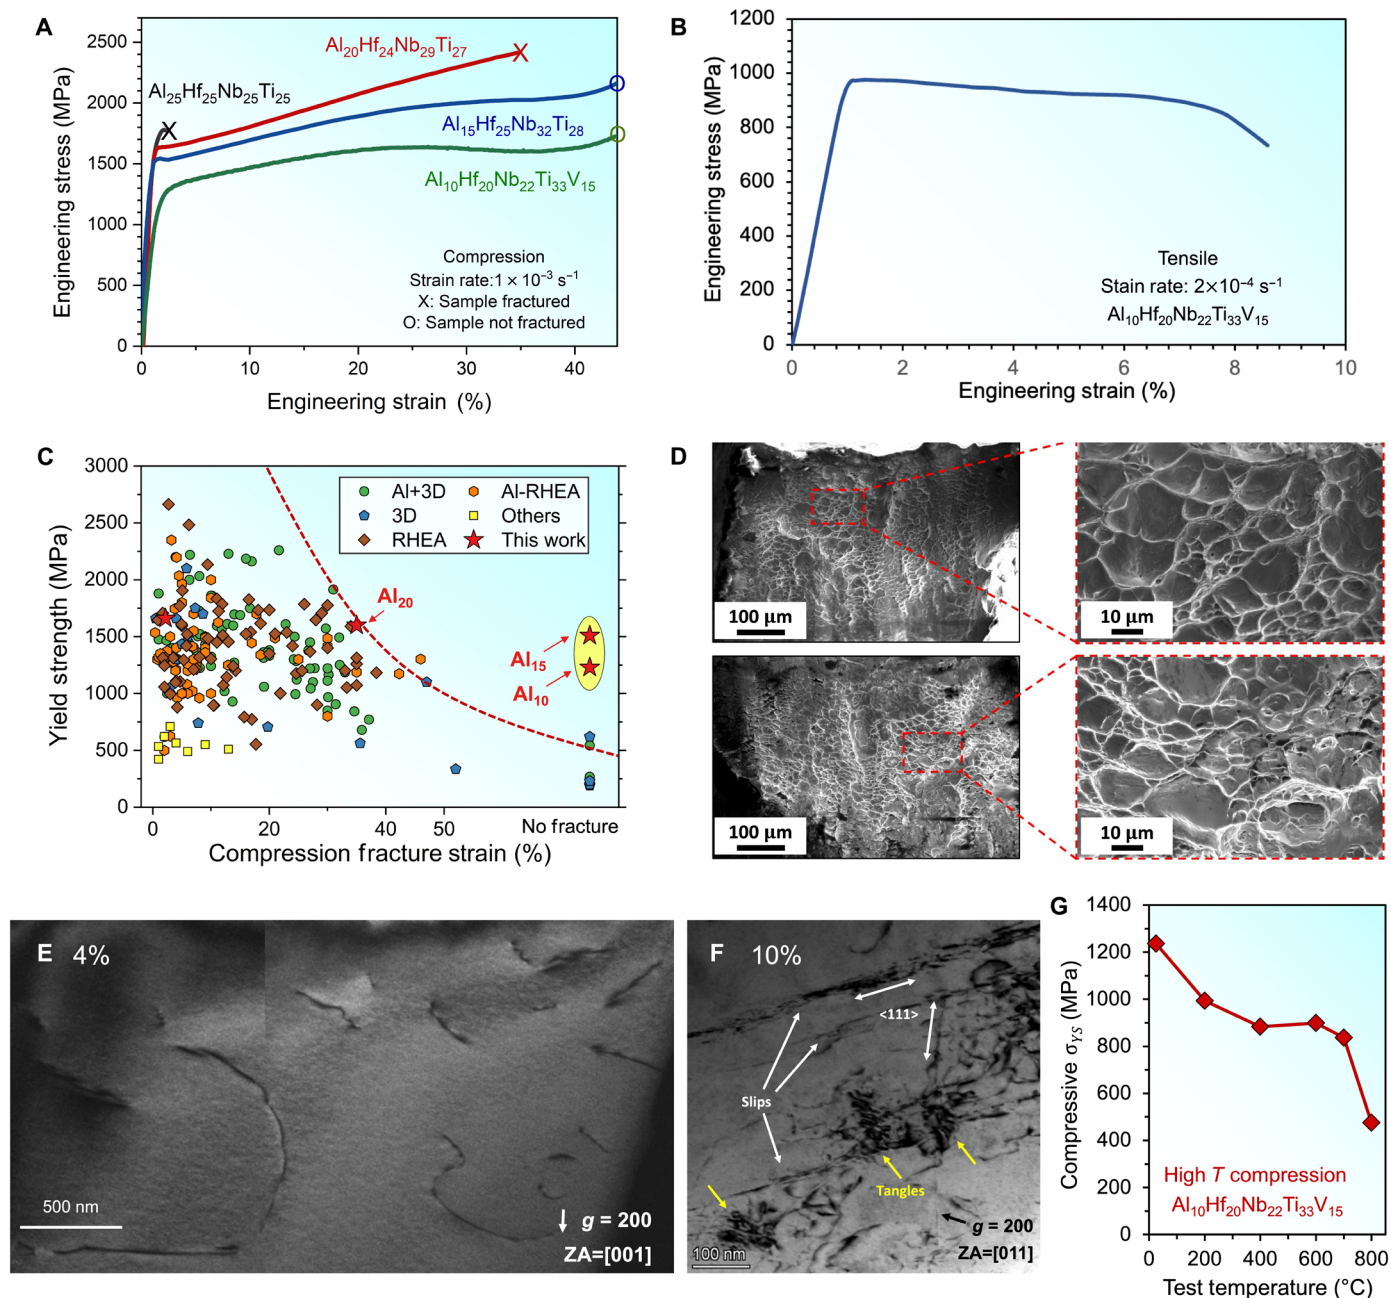 A
Engineering stress (MPa)
2500
2000
1500
1000
500
0
Al₂₀Hf₂₄Nb₂₉Ti₂₇
X
Al₂₅Hf₂₅Nb₂₅Ti₂₅
X
O
Al₁₅Hf₂₅Nb₃₂Ti₂₈
O
Al₁₀Hf₂₀Nb₂₂Ti₃₃V₁₅
Compression
Strain rate:1 × 10⁻³ s⁻¹
X: Sample fractured
O: Sample not fractured
0 10 20 30 40
Engineering strain (%)
B
Engineering stress (MPa)
1200
1000
800
600
400
200
0
Tensile
Stain rate: 2×10⁻⁴ s⁻¹
Al₁₀Hf₂₀Nb₂₂Ti₃₃V₁₅
0 2 4 6 8 10
Engineering strain (%)
C
Yield strength (MPa)
3000
2500
2000
1500
1000
500
0
Al+3D Al-RHEA
3D Others
RHEA This work
Al₂₀
Al₁₅
Al₁₀
0 20 40 50 No fracture
Compression fracture strain (%)
D
100 μm
10 μm
100 μm
10 μm
E 4%
500 nm
g = 200
ZA=[001]
F 10%
<111>
Slips
Tangles
g = 200
100 nm
ZA=[011]
G
Compressive σYS (MPa)
1400
1200
1000
800
600
400
200
0
High T compression
Al₁₀Hf₂₀Nb₂₂Ti₃₃V₁₅
0 200 400 600 800
Test temperature (°C)